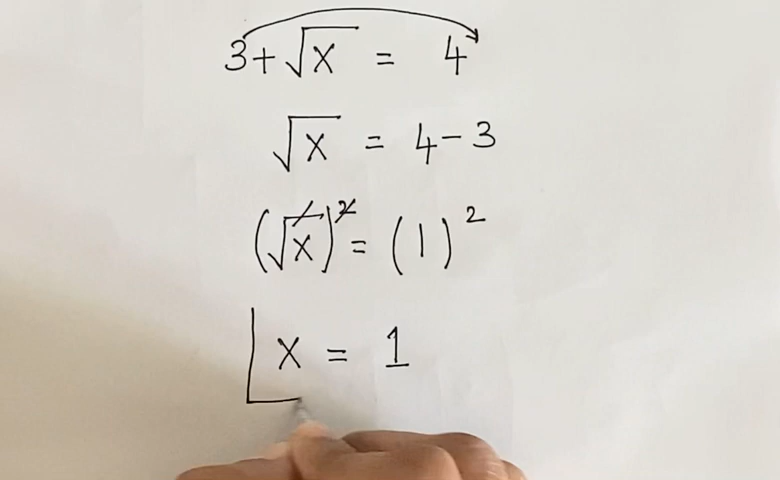 3+√x = 4
√x = 4-3
(√x)² = (1)²
x = 1